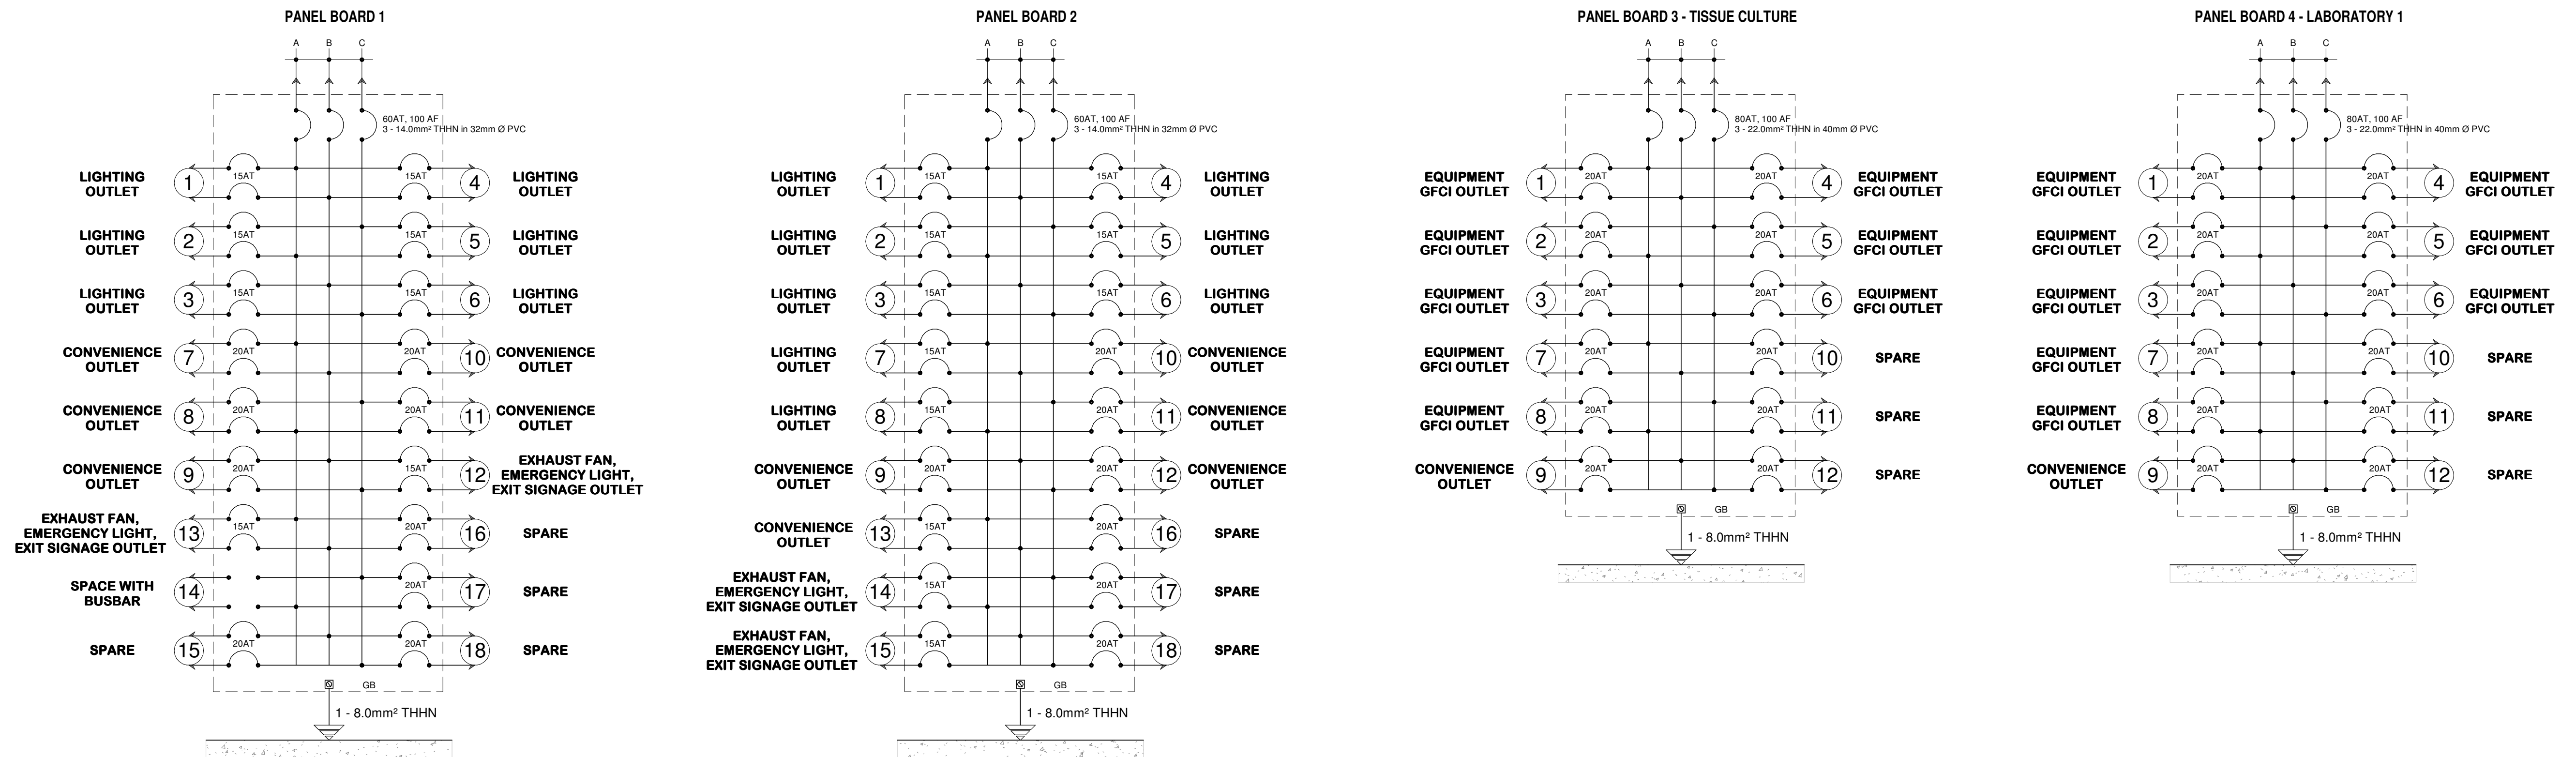 PANEL BOARD 1
A B C
60AT, 100 AF
3 - 14.0mm² THHN in 32mm Ø PVC
LIGHTING
OUTLET
1
15AT
15AT
4
LIGHTING
OUTLET
LIGHTING
OUTLET
2
15AT
15AT
5
LIGHTING
OUTLET
LIGHTING
OUTLET
3
15AT
15AT
6
LIGHTING
OUTLET
CONVENIENCE
OUTLET
7
20AT
20AT
10
CONVENIENCE
OUTLET
CONVENIENCE
OUTLET
8
20AT
20AT
11
CONVENIENCE
OUTLET
CONVENIENCE
OUTLET
9
20AT
15AT
12
EXHAUST FAN,
EMERGENCY LIGHT,
EXIT SIGNAGE OUTLET
EXHAUST FAN,
EMERGENCY LIGHT,
EXIT SIGNAGE OUTLET
13
15AT
20AT
16
SPARE
SPACE WITH
BUSBAR
14
20AT
17
SPARE
SPARE
15
20AT
20AT
18
SPARE
GB
1 - 8.0mm² THHN
PANEL BOARD 2
A B C
60AT, 100 AF
3 - 14.0mm² THHN in 32mm Ø PVC
LIGHTING
OUTLET
1
15AT
15AT
4
LIGHTING
OUTLET
LIGHTING
OUTLET
2
15AT
15AT
5
LIGHTING
OUTLET
LIGHTING
OUTLET
3
15AT
15AT
6
LIGHTING
OUTLET
LIGHTING
OUTLET
7
15AT
20AT
10
CONVENIENCE
OUTLET
LIGHTING
OUTLET
8
15AT
20AT
11
CONVENIENCE
OUTLET
CONVENIENCE
OUTLET
9
20AT
20AT
12
CONVENIENCE
OUTLET
CONVENIENCE
OUTLET
13
15AT
20AT
16
SPARE
EXHAUST FAN,
EMERGENCY LIGHT,
EXIT SIGNAGE OUTLET
14
15AT
20AT
17
SPARE
EXHAUST FAN,
EMERGENCY LIGHT,
EXIT SIGNAGE OUTLET
15
15AT
20AT
18
SPARE
GB
1 - 8.0mm² THHN
PANEL BOARD 3 - TISSUE CULTURE
A B C
80AT, 100 AF
3 - 22.0mm² THHN in 40mm Ø PVC
EQUIPMENT
GFCI OUTLET
1
20AT
20AT
4
EQUIPMENT
GFCI OUTLET
EQUIPMENT
GFCI OUTLET
2
20AT
20AT
5
EQUIPMENT
GFCI OUTLET
EQUIPMENT
GFCI OUTLET
3
20AT
20AT
6
EQUIPMENT
GFCI OUTLET
EQUIPMENT
GFCI OUTLET
7
20AT
20AT
10
SPARE
EQUIPMENT
GFCI OUTLET
8
20AT
20AT
11
SPARE
CONVENIENCE
OUTLET
9
20AT
20AT
12
SPARE
GB
1 - 8.0mm² THHN
PANEL BOARD 4 - LABORATORY 1
A B C
80AT, 100 AF
3 - 22.0mm² THHN in 40mm Ø PVC
EQUIPMENT
GFCI OUTLET
1
20AT
20AT
4
EQUIPMENT
GFCI OUTLET
EQUIPMENT
GFCI OUTLET
2
20AT
20AT
5
EQUIPMENT
GFCI OUTLET
EQUIPMENT
GFCI OUTLET
3
20AT
20AT
6
EQUIPMENT
GFCI OUTLET
EQUIPMENT
GFCI OUTLET
7
20AT
20AT
10
SPARE
EQUIPMENT
GFCI OUTLET
8
20AT
20AT
11
SPARE
CONVENIENCE
OUTLET
9
20AT
20AT
12
SPARE
GB
1 - 8.0mm² THHN